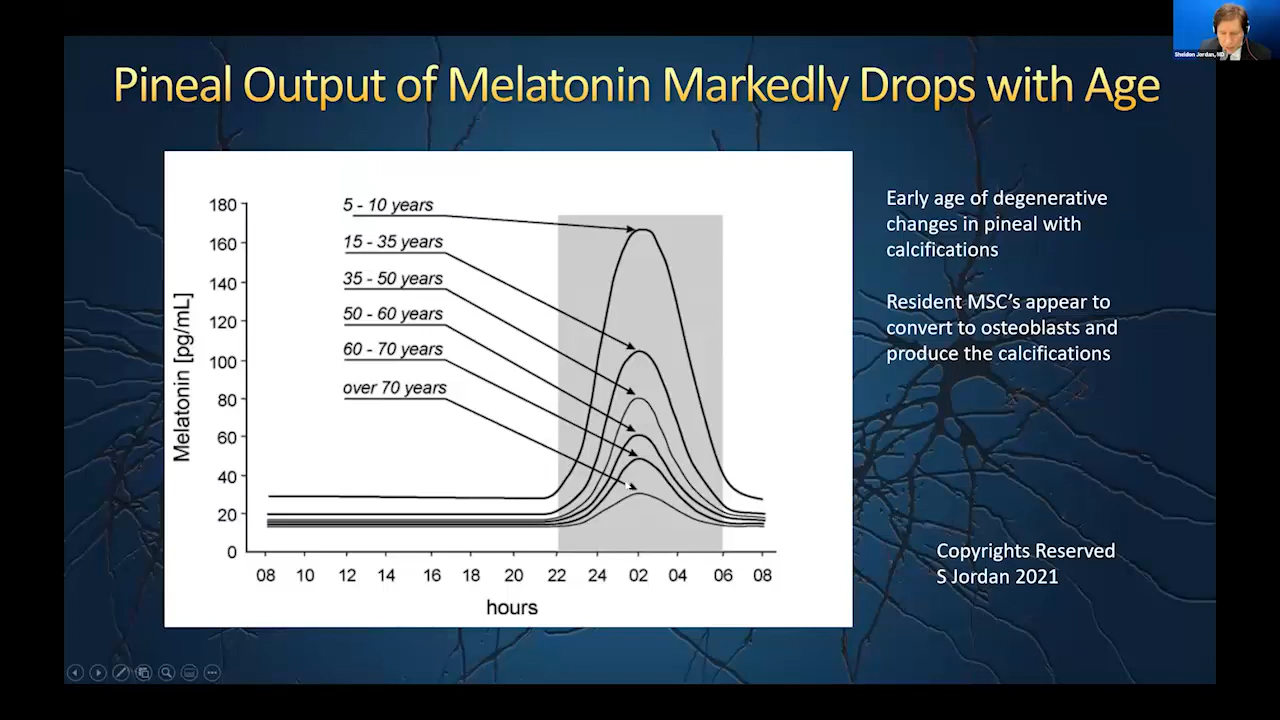 Sheldon Jordan, MD
Pineal Output of Melatonin Markedly Drops with Age
180
160
140
120
100
80
60
40
20
0
Melatonin [pg/mL]
5 - 10 years
15 - 35 years
35 - 50 years
50 - 60 years
60 - 70 years
over 70 years
08 10 12 14 16 18 20 22 24 02 04 06 08
hours
Early age of degenerative
changes in pineal with
calcifications
Resident MSC's appear to
convert to osteoblasts and
produce the calcifications
Copyrights Reserved
S Jordan 2021